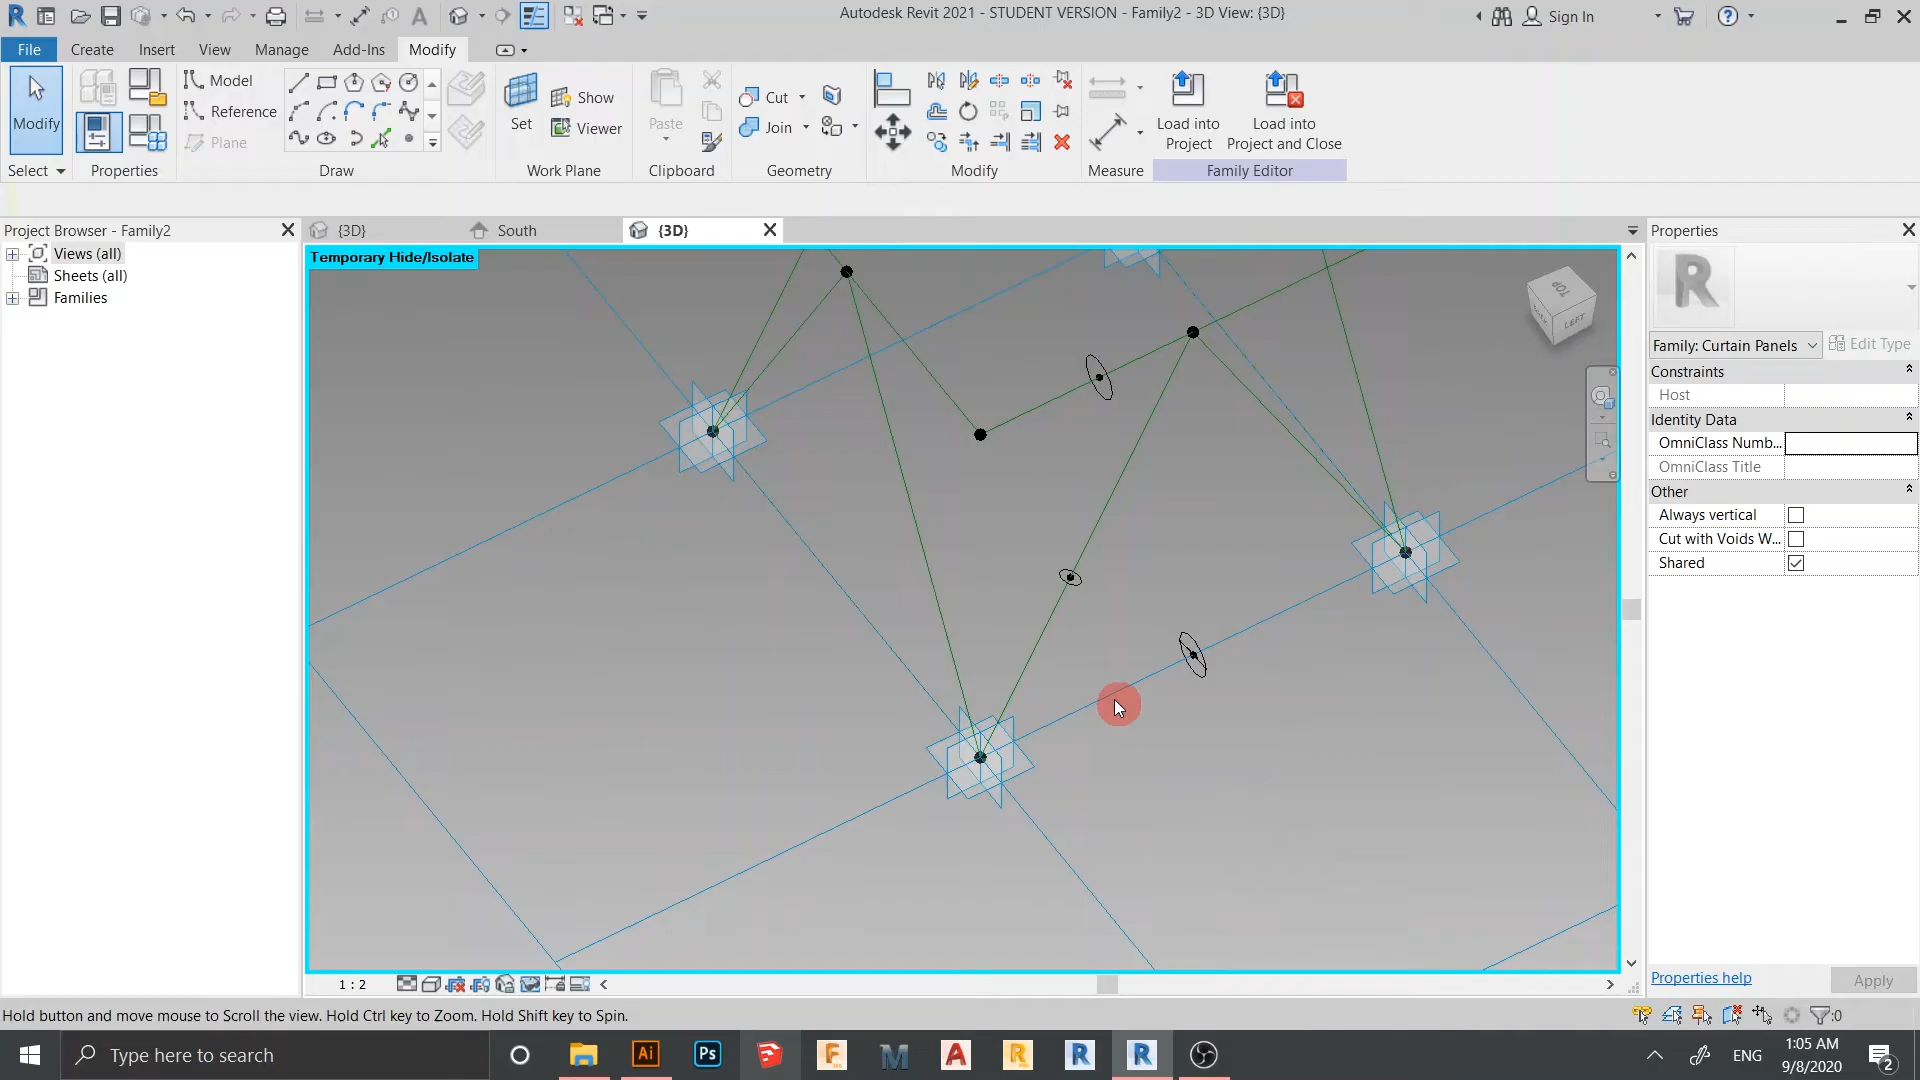 Autodesk Revit 2021 - STUDENT VERSION - Family2 - 3D View: {3D}
Sign In
File
Create
Insert
View
Manage
Add-Ins
Modify
Modify
Model
Reference
Plane
Set
Show
Viewer
Paste
Cut
Join
Load into
Project
Load into
Project and Close
Select
Properties
Draw
Work Plane
Clipboard
Geometry
Modify
Measure
Family Editor
Project Browser - Family2
{3D}
South
{3D}
Properties
Views (all)
Sheets (all)
Families
Temporary Hide/Isolate
TOP
LEFT
Family: Curtain Panels
Edit Type
Constraints
Host
Identity Data
OmniClass Numb...
OmniClass Title
Other
Always vertical
Cut with Voids W...
Shared
Properties help
Apply
1 : 2
Hold button and move mouse to Scroll the view. Hold Ctrl key to Zoom. Hold Shift key to Spin.
:0
Type here to search
Ai
Ps
F
M
A
R
R
R
ENG
1:05 AM
9/8/2020
2